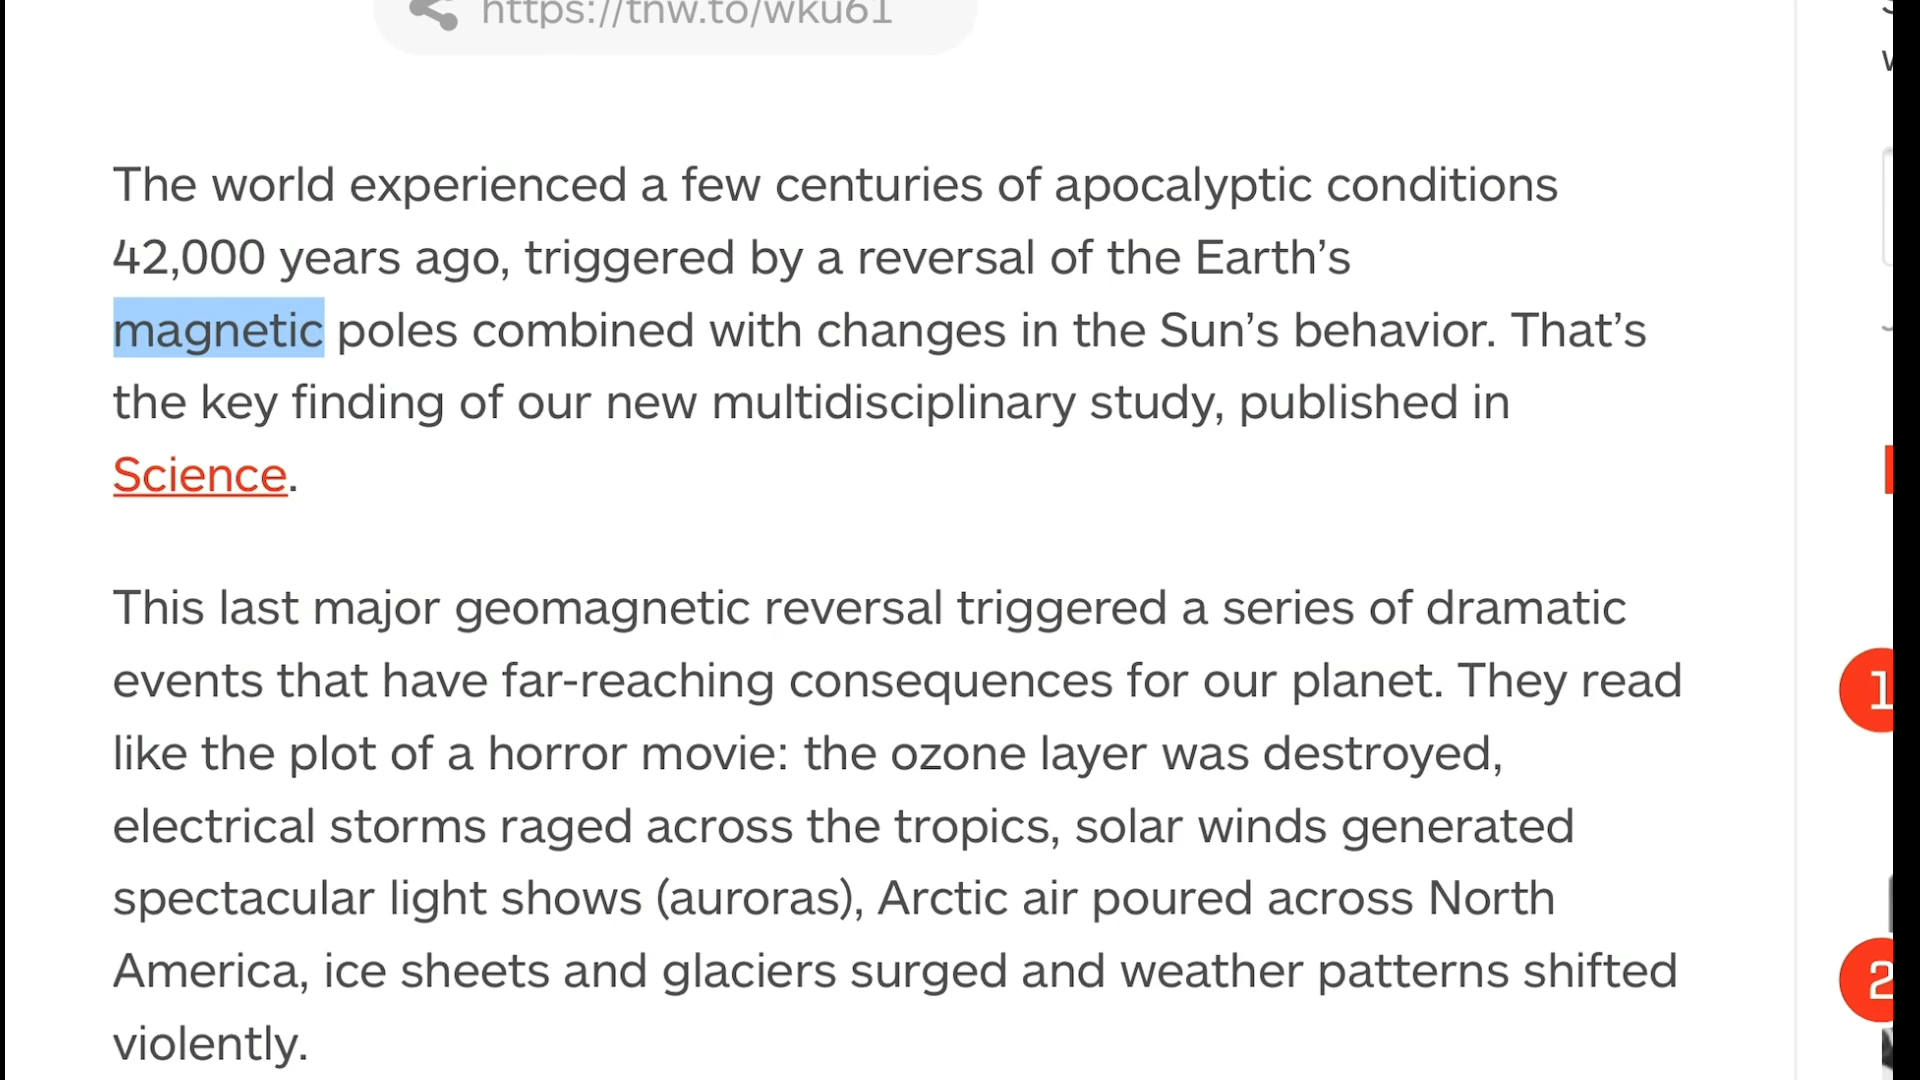 https://tnw.to/wku61
The world experienced a few centuries of apocalyptic conditions
42,000 years ago, triggered by a reversal of the Earth’s
magnetic poles combined with changes in the Sun’s behavior. That’s
the key finding of our new multidisciplinary study, published in
Science.
This last major geomagnetic reversal triggered a series of dramatic
events that have far-reaching consequences for our planet. They read
like the plot of a horror movie: the ozone layer was destroyed,
electrical storms raged across the tropics, solar winds generated
spectacular light shows (auroras), Arctic air poured across North
America, ice sheets and glaciers surged and weather patterns shifted
violently.
1
2